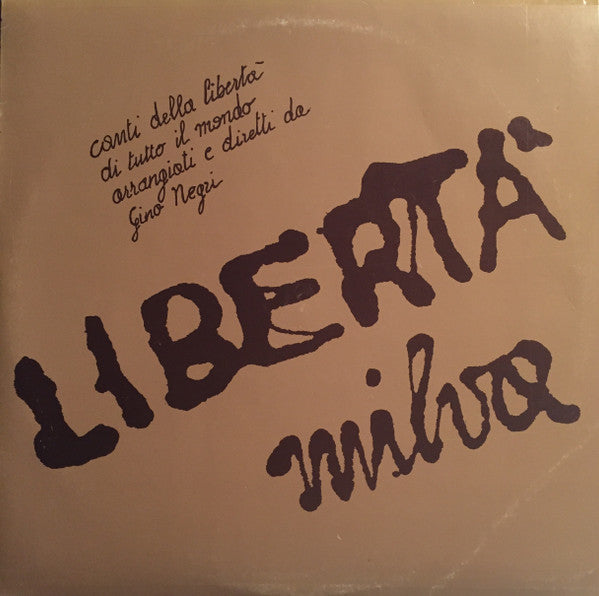 canti della libertà
di tutto il mondo
arrangiati e diretti da
Gino Negri
LIBERTÀ
milva